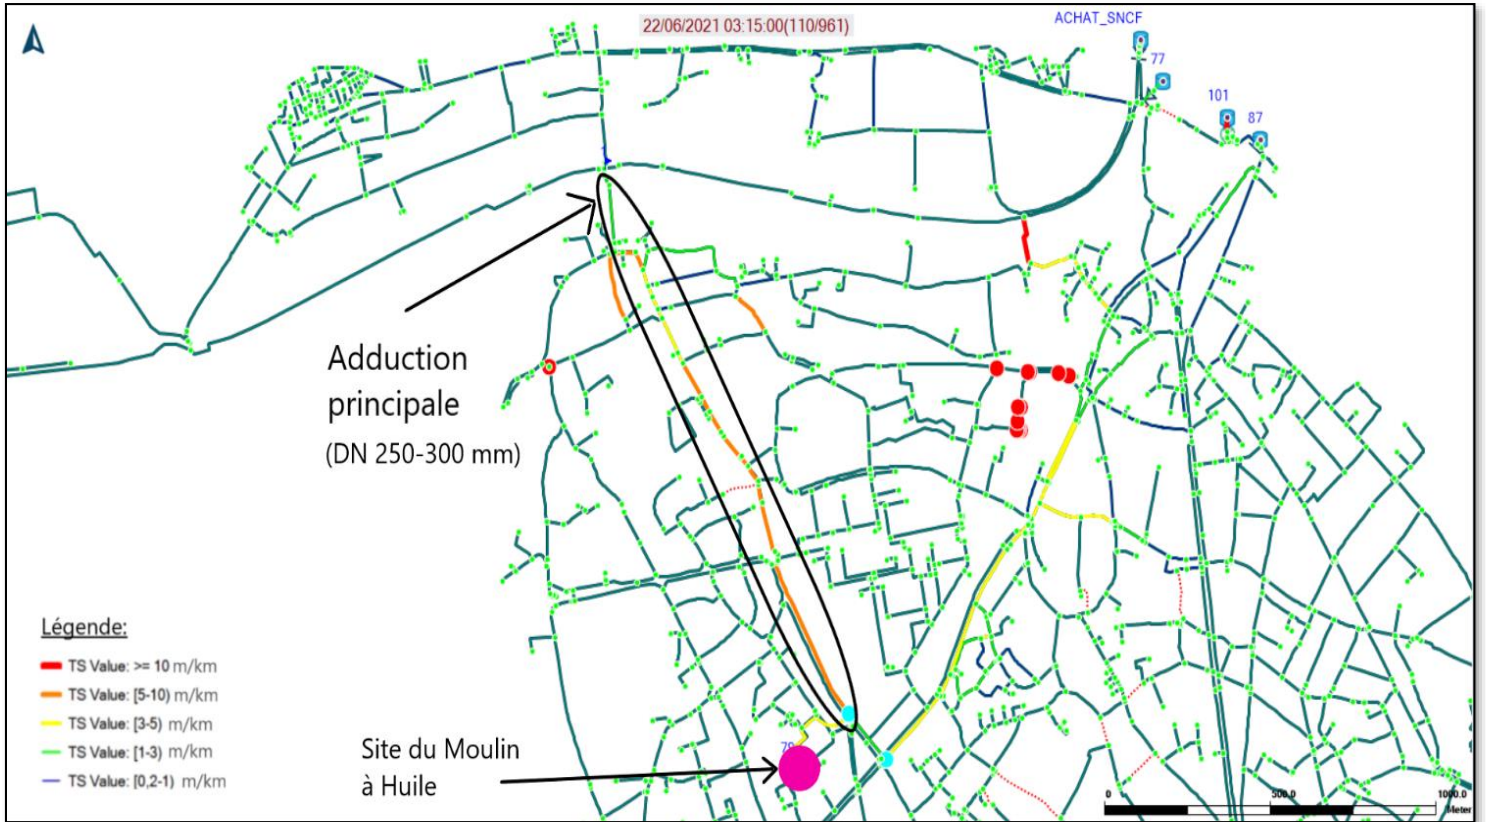 22/06/2021 03:15:00(110/961)
ACHAT_SNCF
77
101
87
Adduction
principale
(DN 250-300 mm)
Légende:
TS Value: >= 10 m/km
TS Value: [5-10) m/km
TS Value: [3-5) m/km
TS Value: [1-3) m/km
TS Value: [0,2-1) m/km
Site du Moulin
à Huile
0 500.0 1000.0
Meter